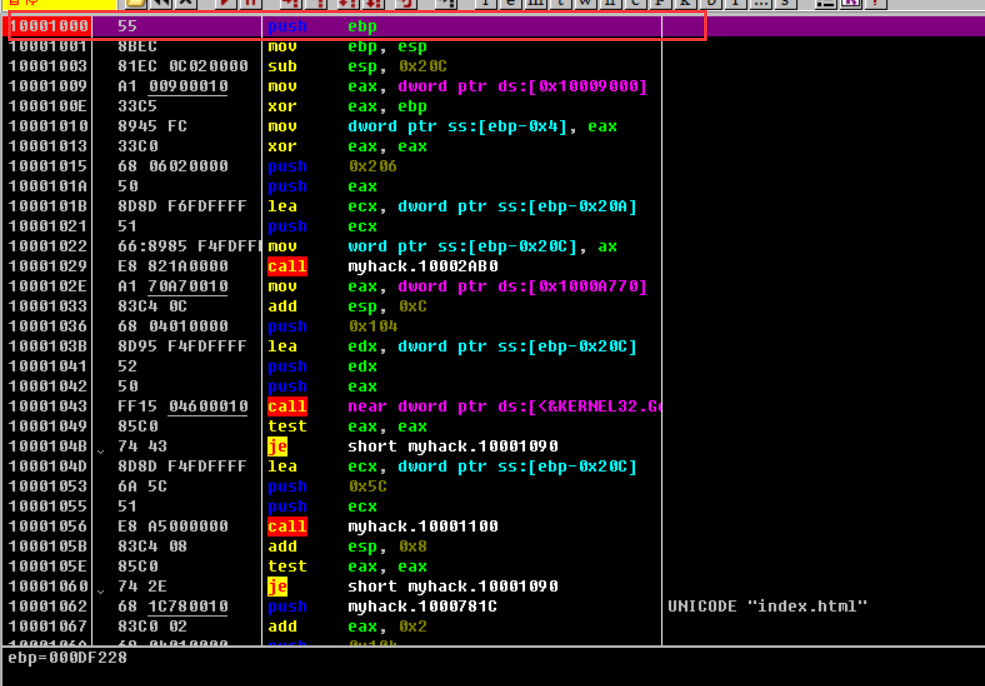 10001000 55 push ebp
10001001 8BEC mov ebp, esp
10001003 81EC 0C020000 sub esp, 0x20C
10001009 A1 00900010 mov eax, dword ptr ds:[0x10009000]
1000100E 33C5 xor eax, ebp
10001010 8945 FC mov dword ptr ss:[ebp-0x4], eax
10001013 33C0 xor eax, eax
10001015 68 06020000 push 0x206
1000101A 50 push eax
1000101B 8D8D F6FDFFFF lea ecx, dword ptr ss:[ebp-0x20A]
10001021 51 push ecx
10001022 66:8985 F4FDFF mov word ptr ss:[ebp-0x20C], ax
10001029 E8 821A0000 call myhack.10002AB0
1000102E A1 70A70010 mov eax, dword ptr ds:[0x1000A770]
10001033 83C4 0C add esp, 0xC
10001036 68 04010000 push 0x104
1000103B 8D95 F4FDFFFF lea edx, dword ptr ss:[ebp-0x20C]
10001041 52 push edx
10001042 50 push eax
10001043 FF15 04600010 call near dword ptr ds:[<&KERNEL32.Ge
10001049 85C0 test eax, eax
1000104B 74 43 je short myhack.10001090
1000104D 8D8D F4FDFFFF lea ecx, dword ptr ss:[ebp-0x20C]
10001053 6A 5C push 0x5C
10001055 51 push ecx
10001056 E8 A5000000 call myhack.10001100
1000105B 83C4 08 add esp, 0x8
1000105E 85C0 test eax, eax
10001060 74 2E je short myhack.10001090
10001062 68 1C780010 push myhack.1000781C UNICODE "index.html"
10001067 83C0 02 add eax, 0x2
1000106A 68 04010000 push 0x104
ebp=000DF228